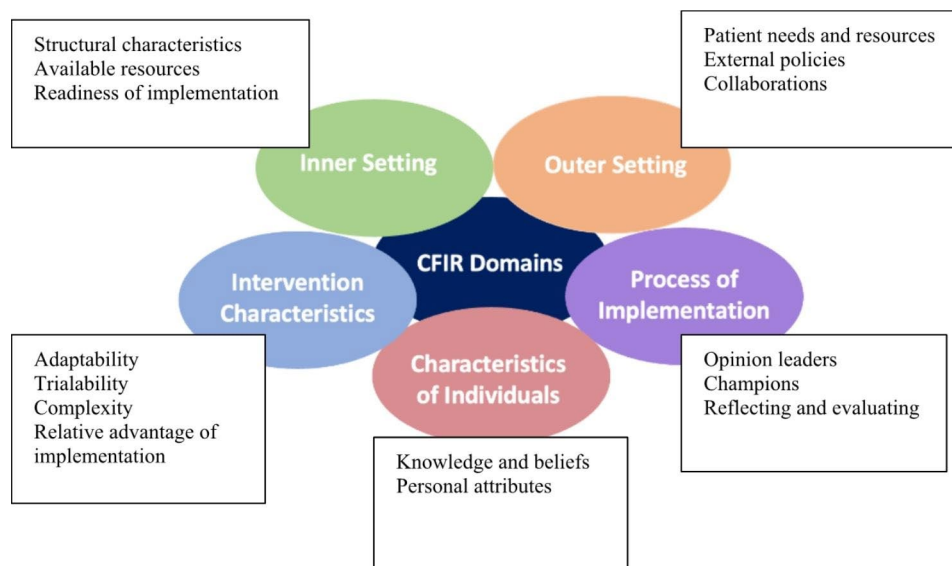 Structural characteristics
Available resources
Readiness of implementation
Patient needs and resources
External policies
Collaborations
Inner Setting
Outer Setting
CFIR Domains
Intervention
Characteristics
Process of
Implementation
Characteristics
of Individuals
Adaptability
Trialability
Complexity
Relative advantage of
implementation
Opinion leaders
Champions
Reflecting and evaluating
Knowledge and beliefs
Personal attributes